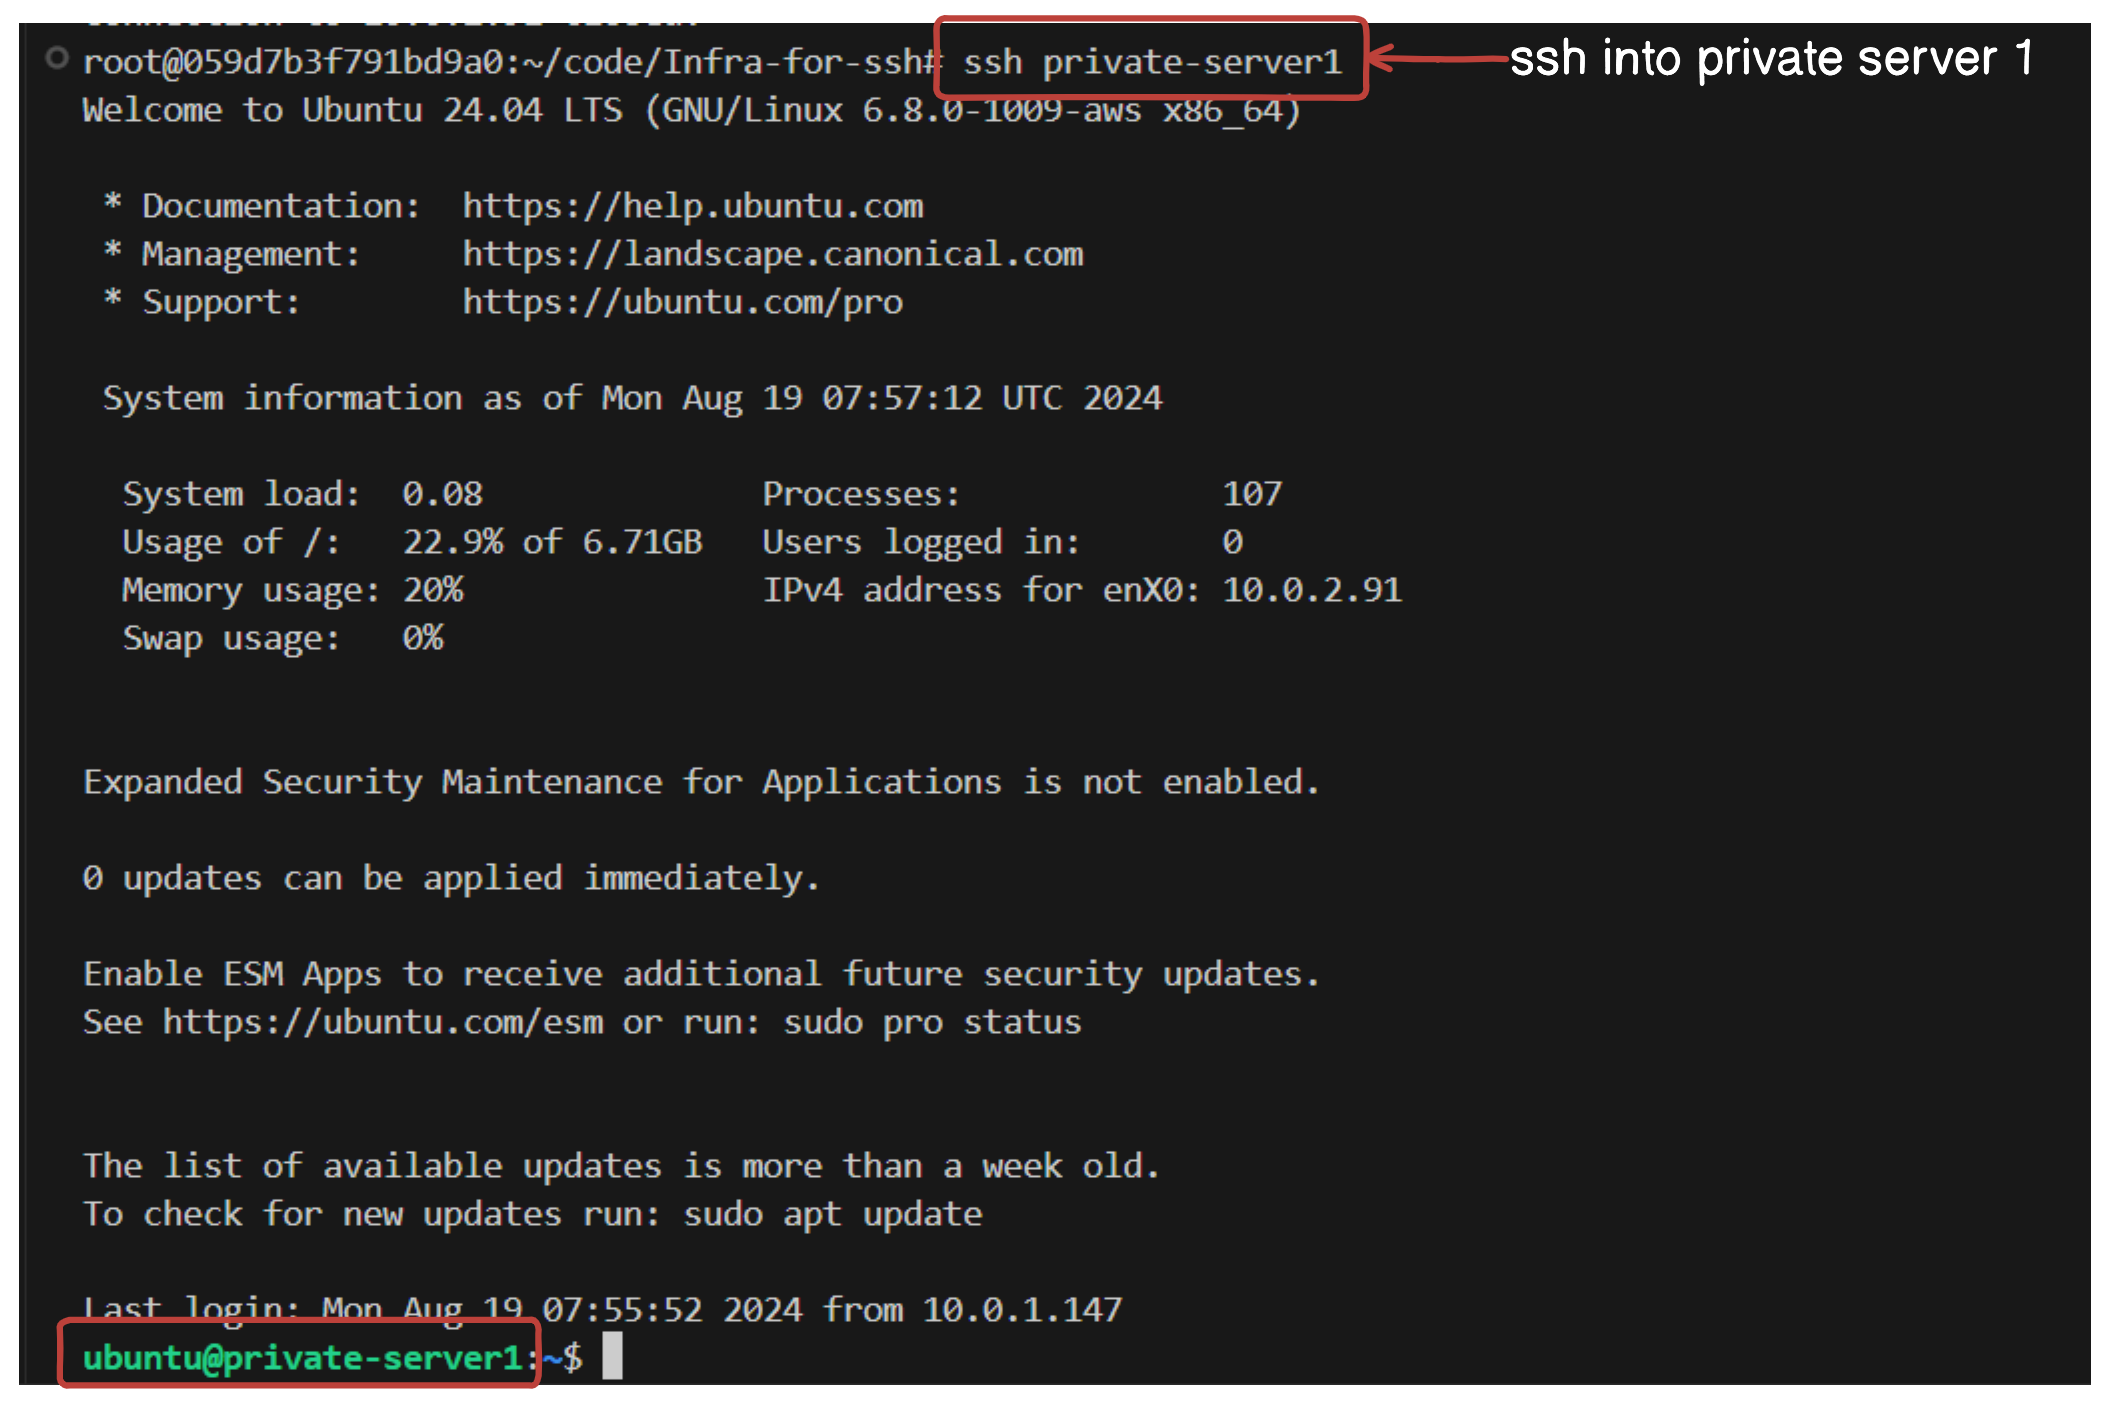 root@059d7b3f791bd9a0:~/code/Infra-for-ssh# ssh private-server1
ssh into private server 1
Welcome to Ubuntu 24.04 LTS (GNU/Linux 6.8.0-1009-aws x86_64)
* Documentation: https://help.ubuntu.com
* Management: https://landscape.canonical.com
* Support: https://ubuntu.com/pro
System information as of Mon Aug 19 07:57:12 UTC 2024
System load: 0.08 Processes: 107
Usage of /: 22.9% of 6.71GB Users logged in: 0
Memory usage: 20% IPv4 address for enX0: 10.0.2.91
Swap usage: 0%
Expanded Security Maintenance for Applications is not enabled.
0 updates can be applied immediately.
Enable ESM Apps to receive additional future security updates.
See https://ubuntu.com/esm or run: sudo pro status
The list of available updates is more than a week old.
To check for new updates run: sudo apt update
Last login: Mon Aug 19 07:55:52 2024 from 10.0.1.147
ubuntu@private-server1:~$